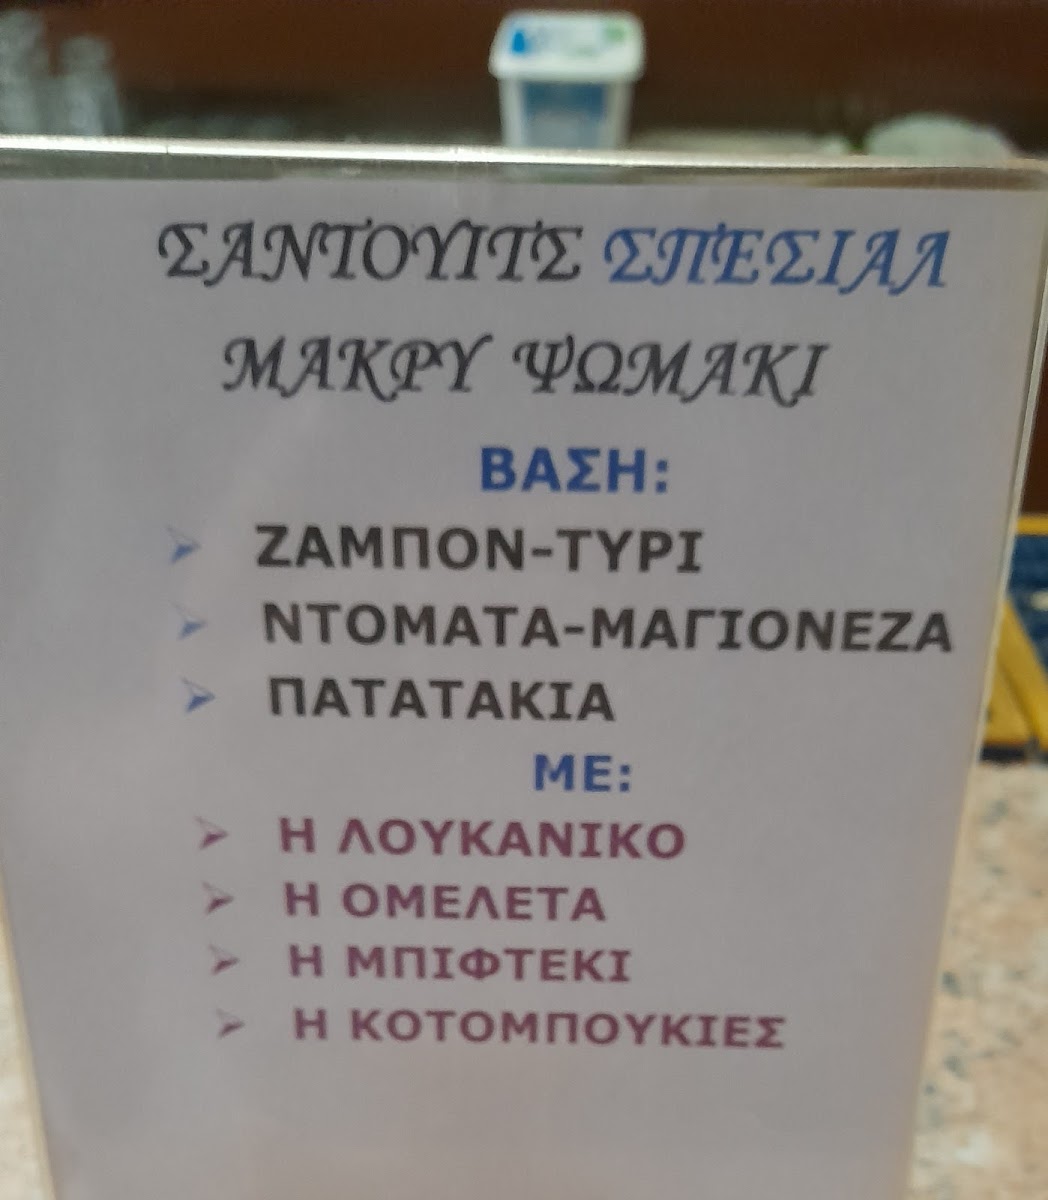 ΣΑΝΤΟΥΙΤΣ ΣΠΕΣΙΑΛ
ΜΑΚΡΥ ΨΩΜΑΚΙ
ΒΑΣΗ:
ΖΑΜΠΟΝ-ΤΥΡΙ
ΝΤΟΜΑΤΑ-ΜΑΓΙΟΝΕΖΑ
ΠΑΤΑΤΑΚΙΑ
ΜΕ:
Η ΛΟΥΚΑΝΙΚΟ
Η ΟΜΕΛΕΤΑ
Η ΜΠΙΦΤΕΚΙ
Η ΚΟΤΟΜΠΟΥΚΙΕΣ